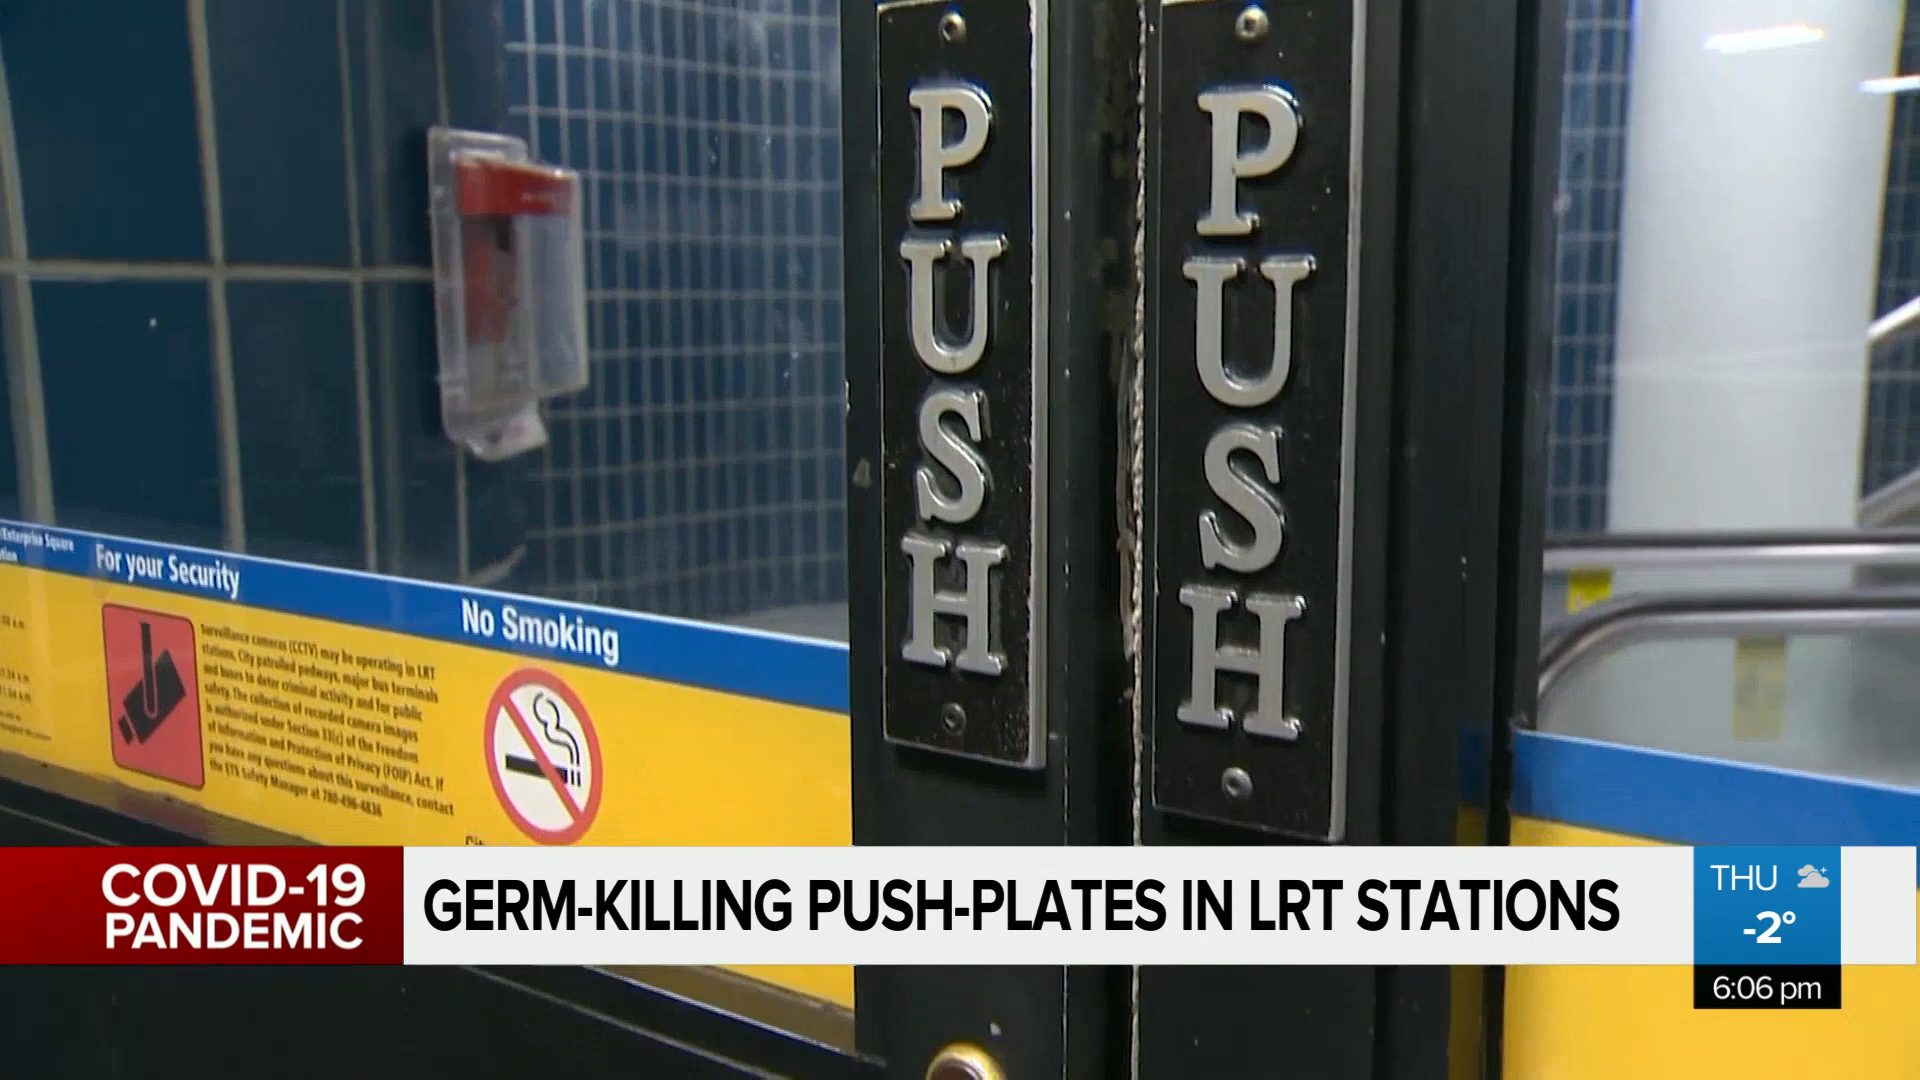 PUSH
PUSH
Enterprise Square
For your Security
No Smoking
Surveillance cameras (CCTV) may be operating in LRT
stations, City patrolled pedways, major bus terminals
and buses to deter criminal activity and for public
safety. The collection of recorded camera images
is authorized under Section 33(c) of the Freedom
of Information and Protection of Privacy (FOIP) Act. If
you have any questions about this surveillance, contact
the ETS Safety Manager at 780-496-4836
COVID-19
PANDEMIC
GERM-KILLING PUSH-PLATES IN LRT STATIONS
THU
-2°
6:06 pm